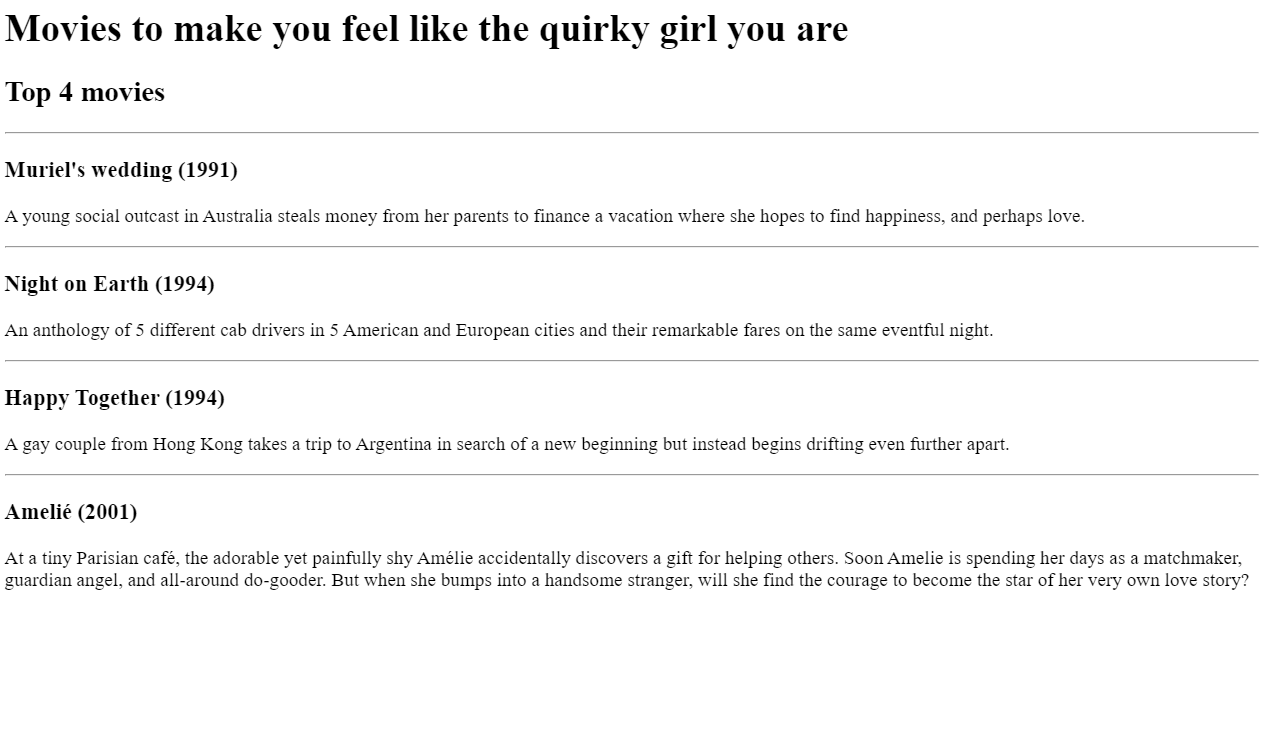 Movies to make you feel like the quirky girl you are
Top 4 movies
Muriel's wedding (1991)
A young social outcast in Australia steals money from her parents to finance a vacation where she hopes to find happiness, and perhaps love.
Night on Earth (1994)
An anthology of 5 different cab drivers in 5 American and European cities and their remarkable fares on the same eventful night.
Happy Together (1994)
A gay couple from Hong Kong takes a trip to Argentina in search of a new beginning but instead begins drifting even further apart.
Amelié (2001)
At a tiny Parisian café, the adorable yet painfully shy Amélie accidentally discovers a gift for helping others. Soon Amelie is spending her days as a matchmaker,
guardian angel, and all-around do-gooder. But when she bumps into a handsome stranger, will she find the courage to become the star of her very own love story?